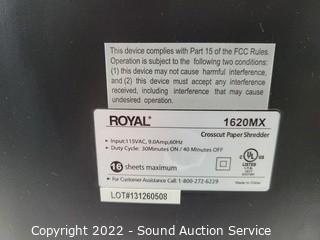 This device complies with Part 15 of the FCC Rules.
Operation is subject to the following two conditions:
(1) this device may not cause harmful interference,
and (2) this device must accept any interference
received, including interference that may cause
undesired operation.
ROYAL®
1620MX
Crosscut Paper Shredder
• Input:115VAC, 9.0Amp,60Hz
• Duty Cycle: 30Minutes ON / 40 Minutes OFF
16 sheets maximum
• For Customer Assist Call:1-800-272-6229
UL
LISTED
Made in China
LOT#131260508
Copyright 2022 - Sound Auction Service